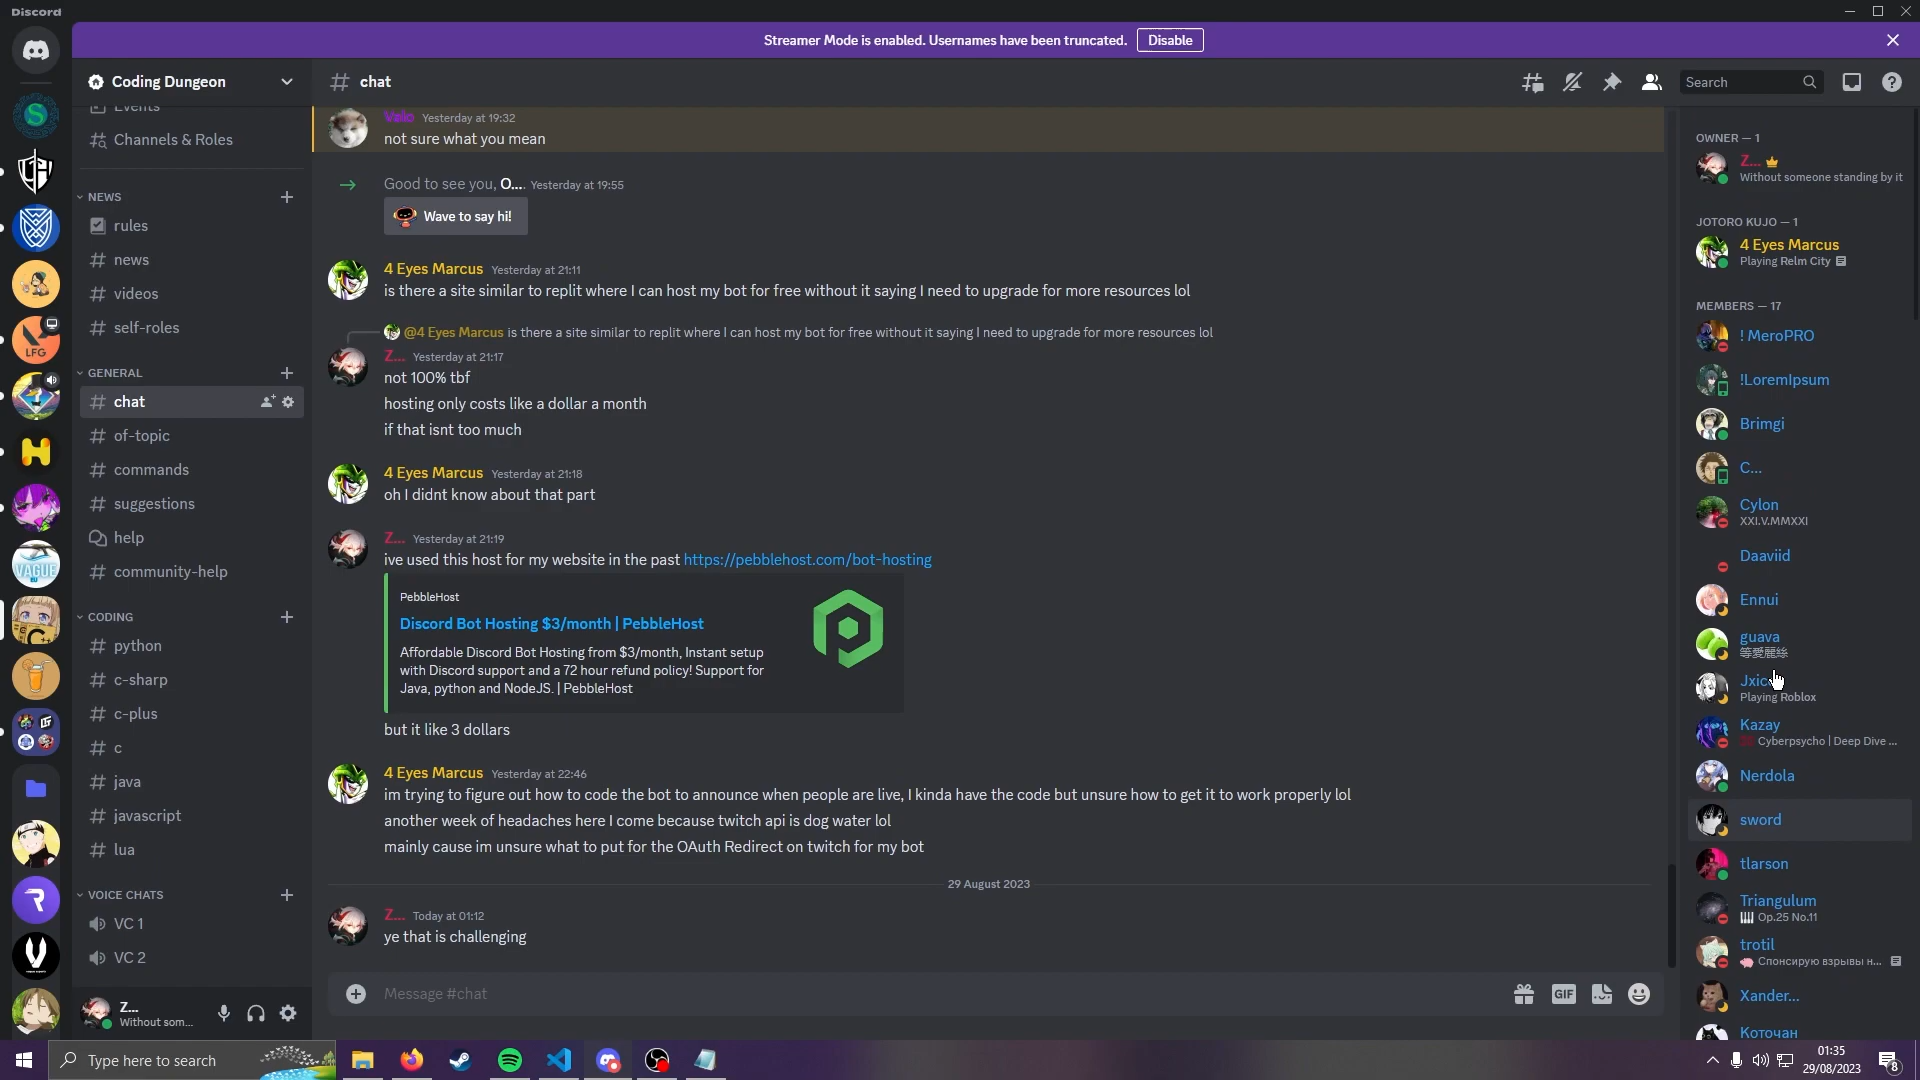 Discord
Streamer Mode is enabled. Usernames have been truncated.
Disable
Coding Dungeon
Events
Channels & Roles
NEWS
rules
news
videos
self-roles
GENERAL
chat
of-topic
commands
suggestions
help
community-help
CODING
python
c-sharp
c-plus
c
java
javascript
lua
VOICE CHATS
VC 1
VC 2
Z...
Without som...
LFG
VAGUE
EU
chat
Search
Yesterday at 19:32
not sure what you mean
Good to see you, O.... Yesterday at 19:55
Wave to say hi!
4 Eyes Marcus Yesterday at 21:11
is there a site similar to replit where I can host my bot for free without it saying I need to upgrade for more resources lol
@4 Eyes Marcus is there a site similar to replit where I can host my bot for free without it saying I need to upgrade for more resources lol
Z... Yesterday at 21:17
not 100% tbf
hosting only costs like a dollar a month
if that isnt too much
4 Eyes Marcus Yesterday at 21:18
oh I didnt know about that part
Z... Yesterday at 21:19
ive used this host for my website in the past https://pebblehost.com/bot-hosting
PebbleHost
Discord Bot Hosting $3/month | PebbleHost
Affordable Discord Bot Hosting from $3/month, Instant setup
with Discord support and a 72 hour refund policy! Support for
Java, python and NodeJS. | PebbleHost
but it like 3 dollars
4 Eyes Marcus Yesterday at 22:46
im trying to figure out how to code the bot to announce when people are live, I kinda have the code but unsure how to get it to work properly lol
another week of headaches here I come because twitch api is dog water lol
mainly cause im unsure what to put for the OAuth Redirect on twitch for my bot
29 August 2023
Z... Today at 01:12
ye that is challenging
Message #chat
GIF
OWNER — 1
Z...
Without someone standing by it
JOTORO KUJO — 1
4 Eyes Marcus
Playing Relm City
MEMBERS — 17
! MeroPRO
!LoremIpsum
Brimgi
C...
Cylon
XXI.V.MMXXI
Daaviid
Ennui
guava
等愛麗絲
Playing Roblox
Kazay
Cyberpsycho | Deep Dive ...
Nerdola
sword
tlarson
Triangulum
Op.25 No.11
trotil
Спонсирую взрывы н...
Xander...
Коточан
Type here to search
01:35
29/08/2023
8